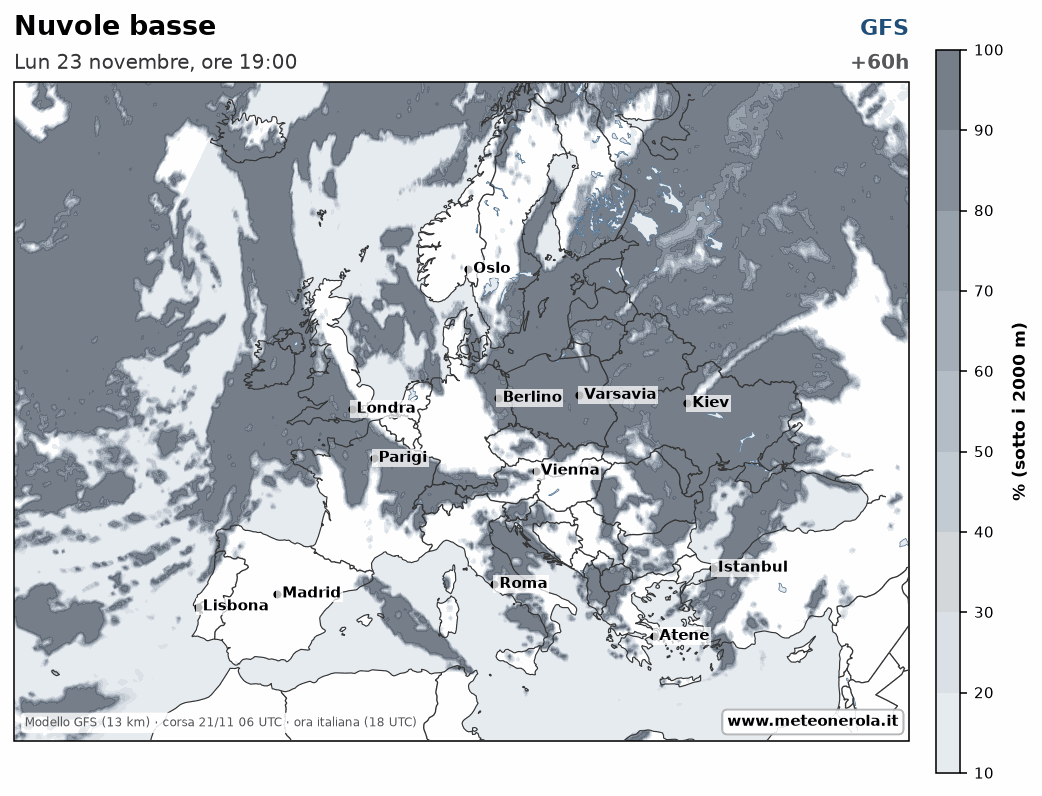 Nuvole basse
GFS
Lun 23 novembre, ore 19:00
+60h
100
90
80
70
60
50
40
30
20
10
% (sotto i 2000 m)
Oslo
Berlino
Varsavia
Kiev
Londra
Parigi
Vienna
Istanbul
Roma
Madrid
Lisbona
Atene
Modello GFS (13 km) · corsa 21/11 06 UTC · ora italiana (18 UTC)
www.meteonerola.it